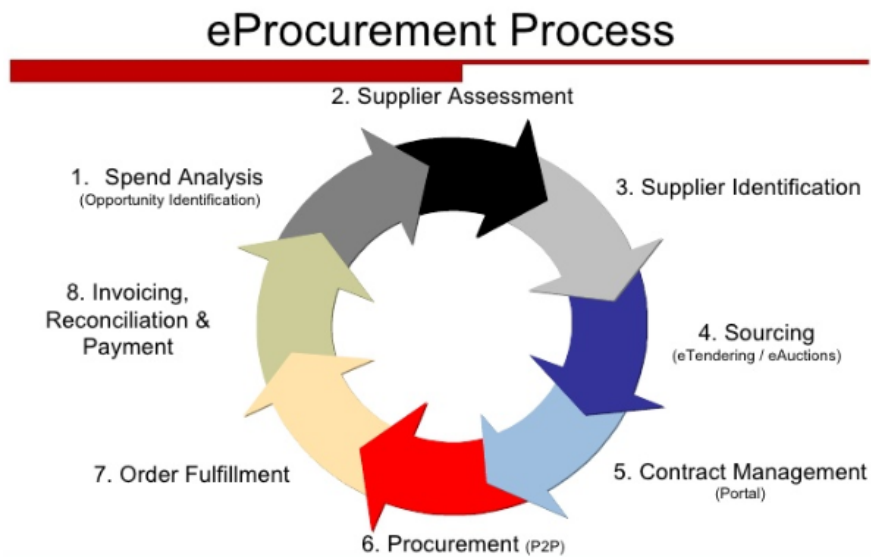 eProcurement Process
2. Supplier Assessment
1. Spend Analysis
(Opportunity Identification)
3. Supplier Identification
8. Invoicing,
Reconciliation &
Payment
4. Sourcing
(eTendering / eAuctions)
7. Order Fulfillment
5. Contract Management
(Portal)
6. Procurement (P2P)